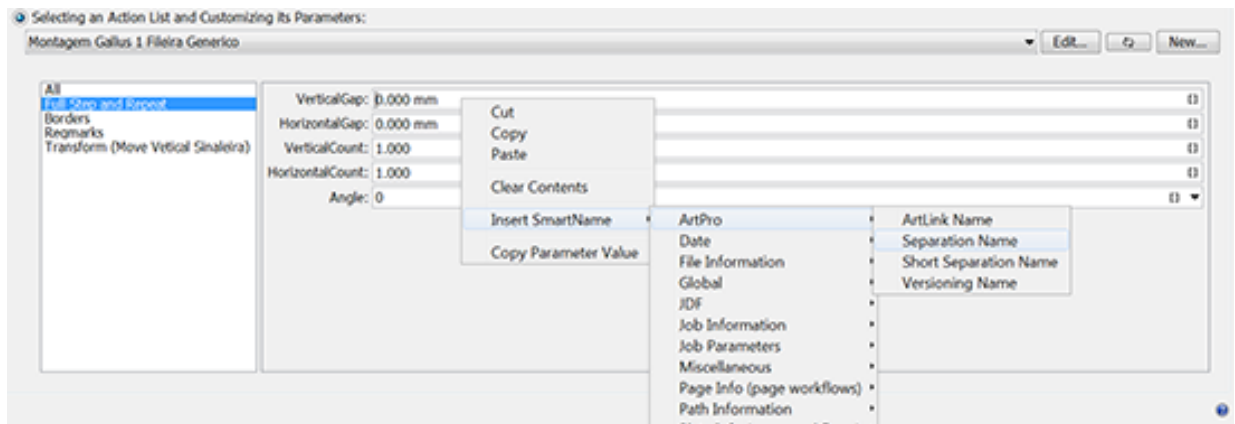 Selecting an Action List and Customizing its Parameters:
Montagem Gallus 1 Fileira Generico
Edit...
New...
All
Full Step and Repeat
Borders
Regmarks
Transform (Move Vetical Sinaleira)
VerticalGap: 0.000 mm
HorizontalGap: 0.000 mm
VerticalCount: 1.000
HorizontalCount: 1.000
Angle: 0
Cut
Copy
Paste
Clear Contents
Insert SmartName
Copy Parameter Value
ArtPro
Date
File Information
Global
JDF
Job Information
Job Parameters
Miscellaneous
Page Info (page workflows)
Path Information
ArtLink Name
Separation Name
Short Separation Name
Versioning Name